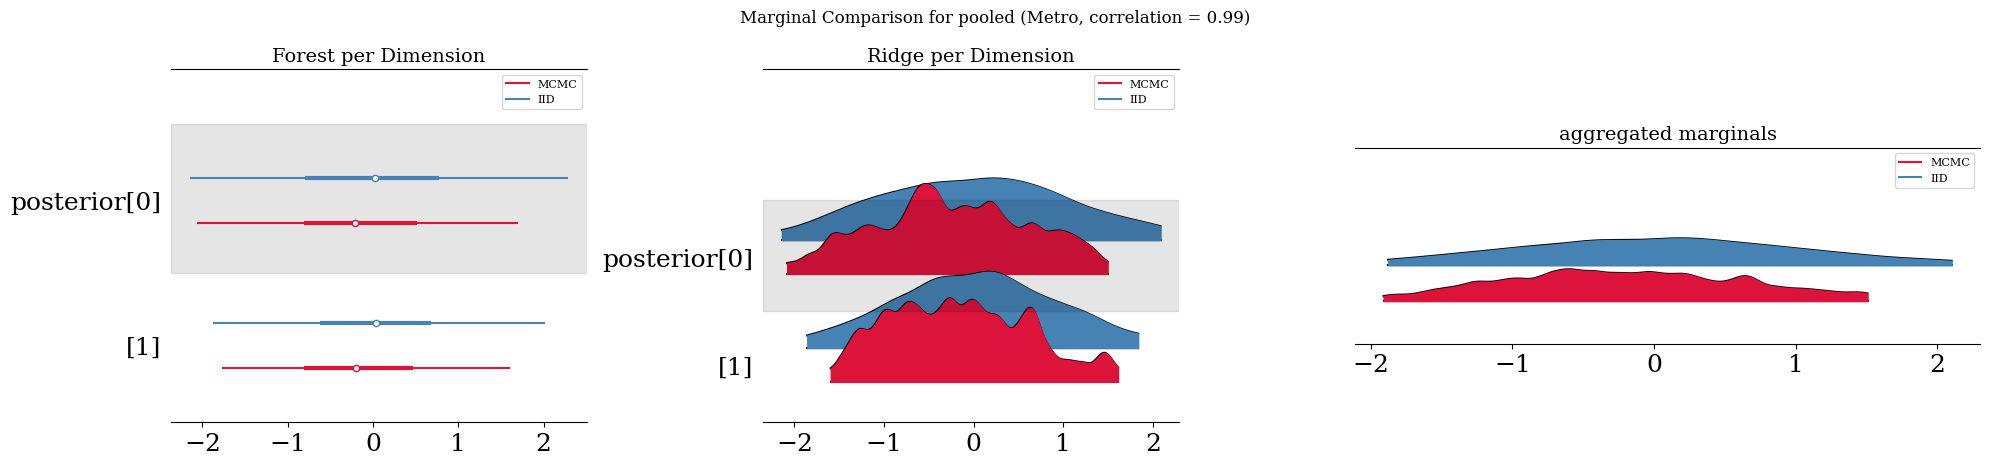 Marginal Comparison for pooled (Metro, correlation = 0.99)
Forest per Dimension
MCMC
IID
posterior[0]
[1]
−2 −1 0 1 2
Ridge per Dimension
MCMC
IID
posterior[0]
[1]
−2 −1 0 1 2
aggregated marginals
MCMC
IID
−2 −1 0 1 2